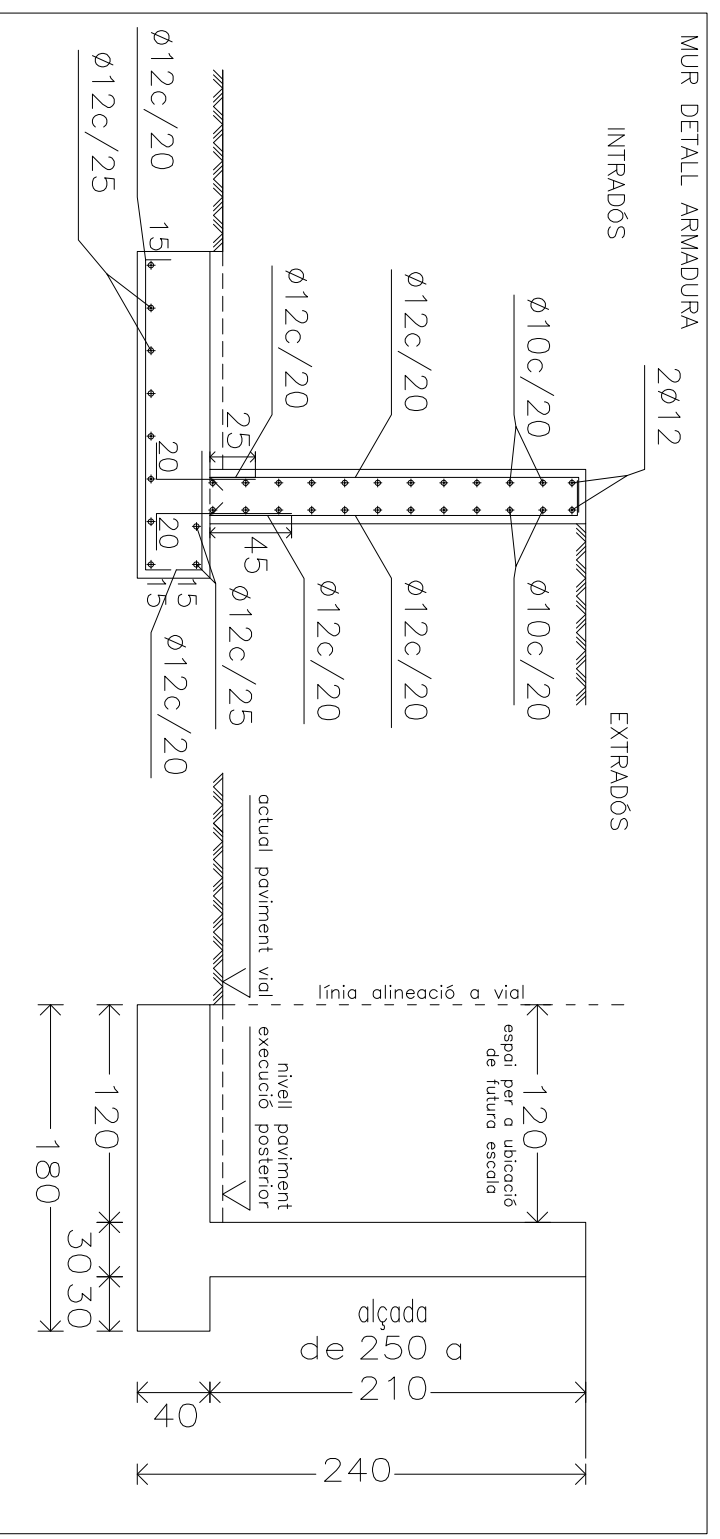 MUR DETALL ARMADURA
INTRADÓS
EXTRADÓS
2ø12
ø10c/20
ø10c/20
ø12c/20
ø12c/20
ø12c/20
ø12c/20
25
45
ø12c/25
ø12c/20
ø12c/20
ø12c/25
15
20
20
15
15
actual paviment vial
línia alineació a vial
nivell paviment
execució posterior
120
espai per a ubicació
de futura escala
120
30
30
180
alçada
de 250 a
210
40
240